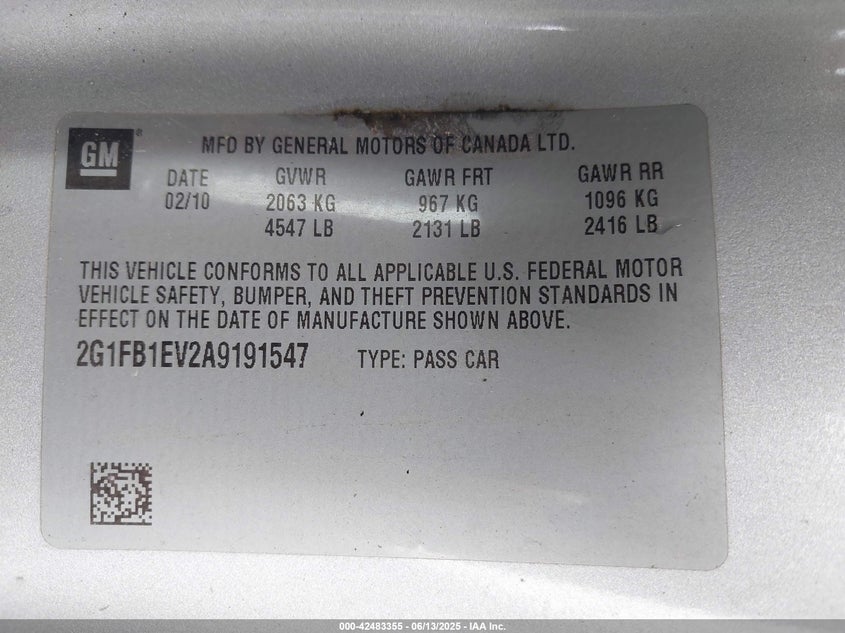 GM ®
MFD BY GENERAL MOTORS OF CANADA LTD.
DATE GVWR GAWR FRT GAWR RR
02/10 2063 KG 967 KG 1096 KG
4547 LB 2131 LB 2416 LB
THIS VEHICLE CONFORMS TO ALL APPLICABLE U.S. FEDERAL MOTOR
VEHICLE SAFETY, BUMPER, AND THEFT PREVENTION STANDARDS IN
EFFECT ON THE DATE OF MANUFACTURE SHOWN ABOVE.
2G1FB1EV2A9191547 TYPE: PASS CAR
000-42483355 - 06/13/2025 - IAA Inc.